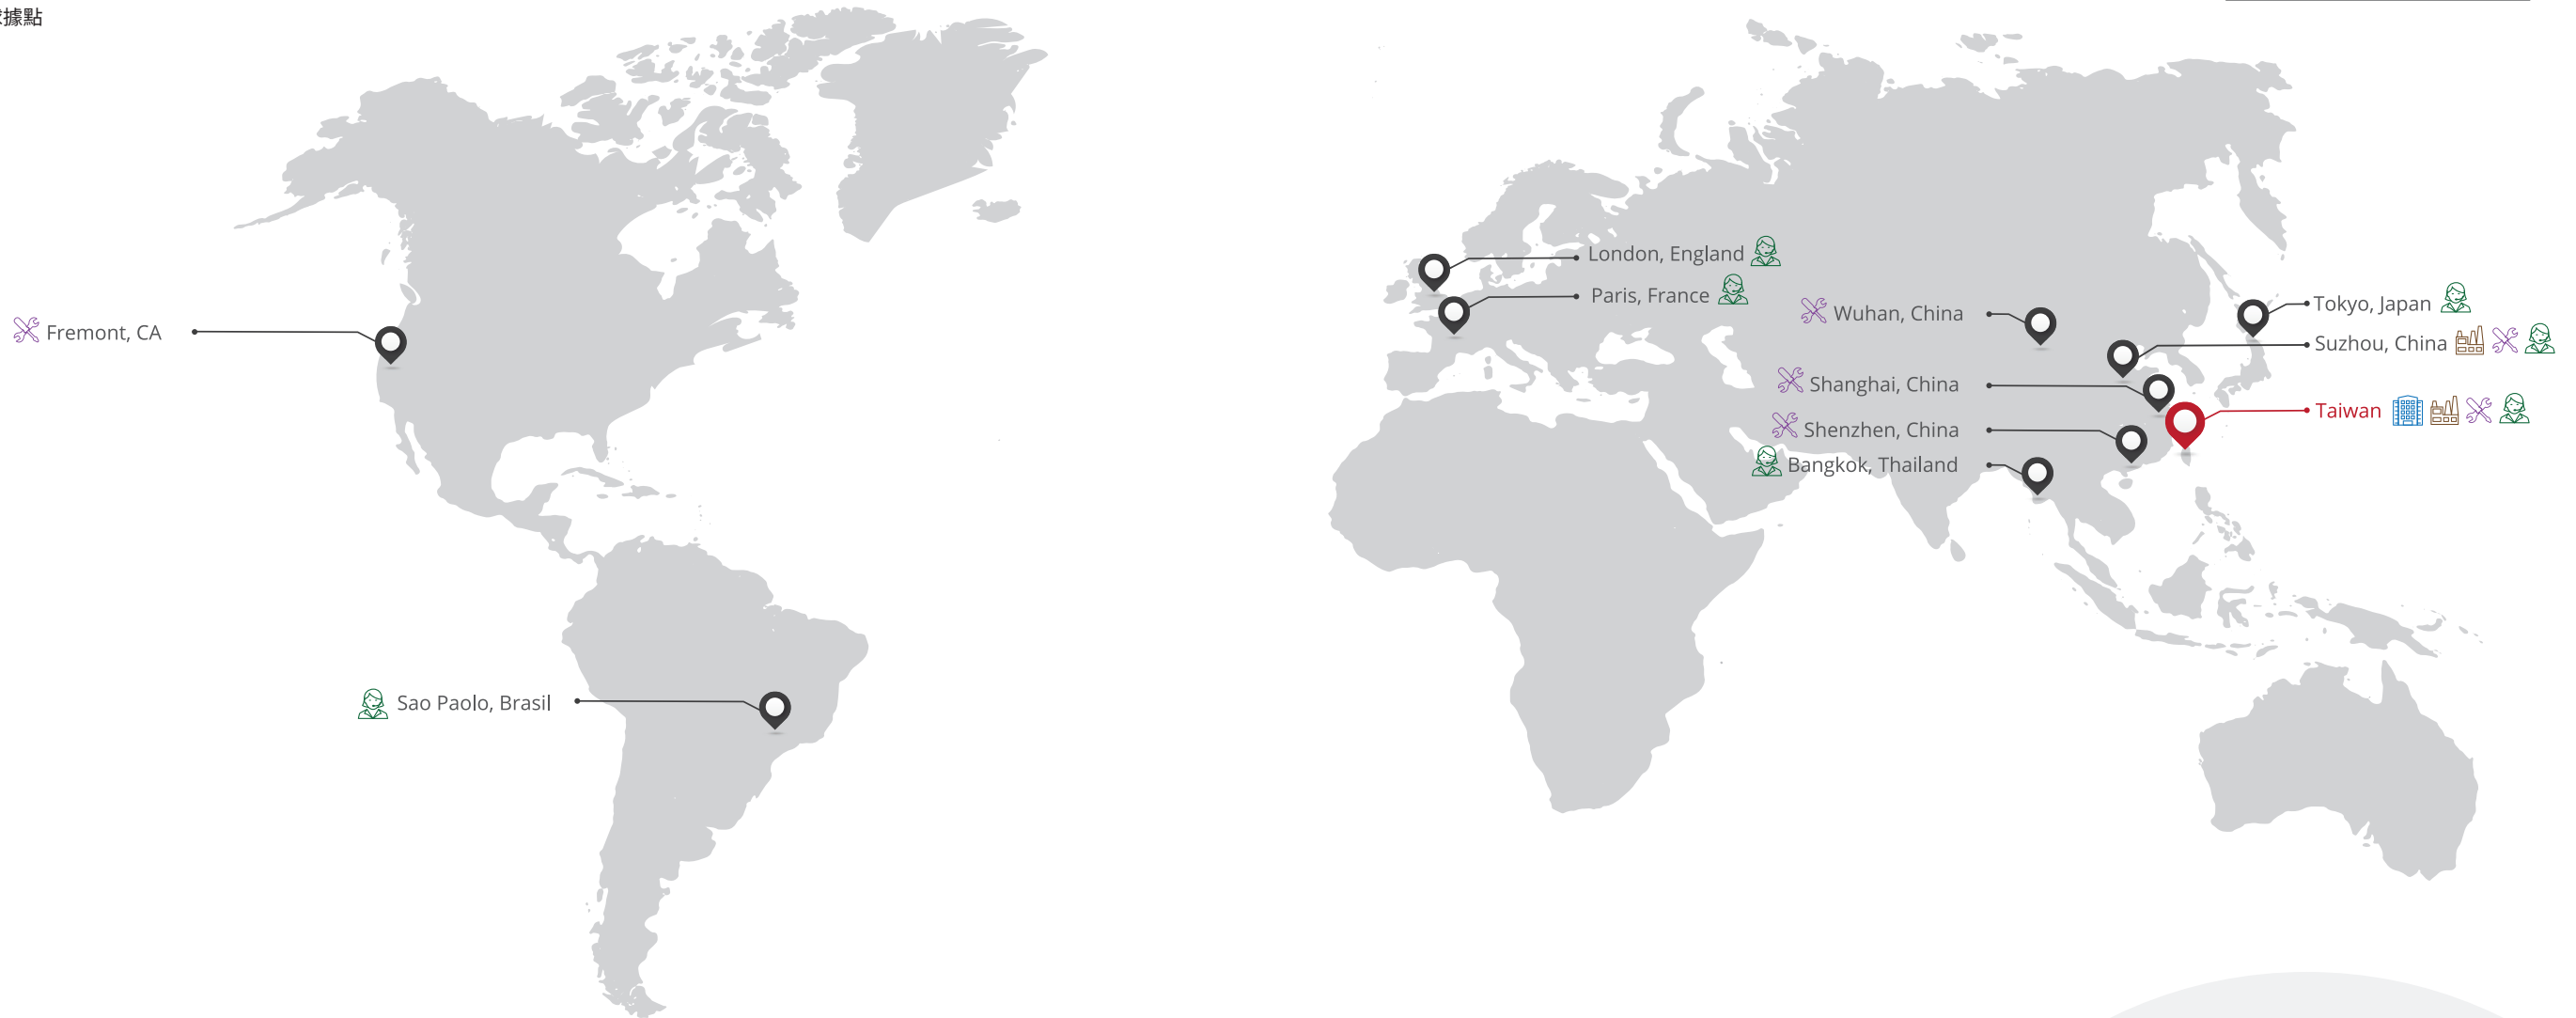 據點
London, England
Paris, France
Wuhan, China
Tokyo, Japan
Suzhou, China
Fremont, CA
Shanghai, China
Taiwan
Shenzhen, China
Bangkok, Thailand
Sao Paolo, Brasil